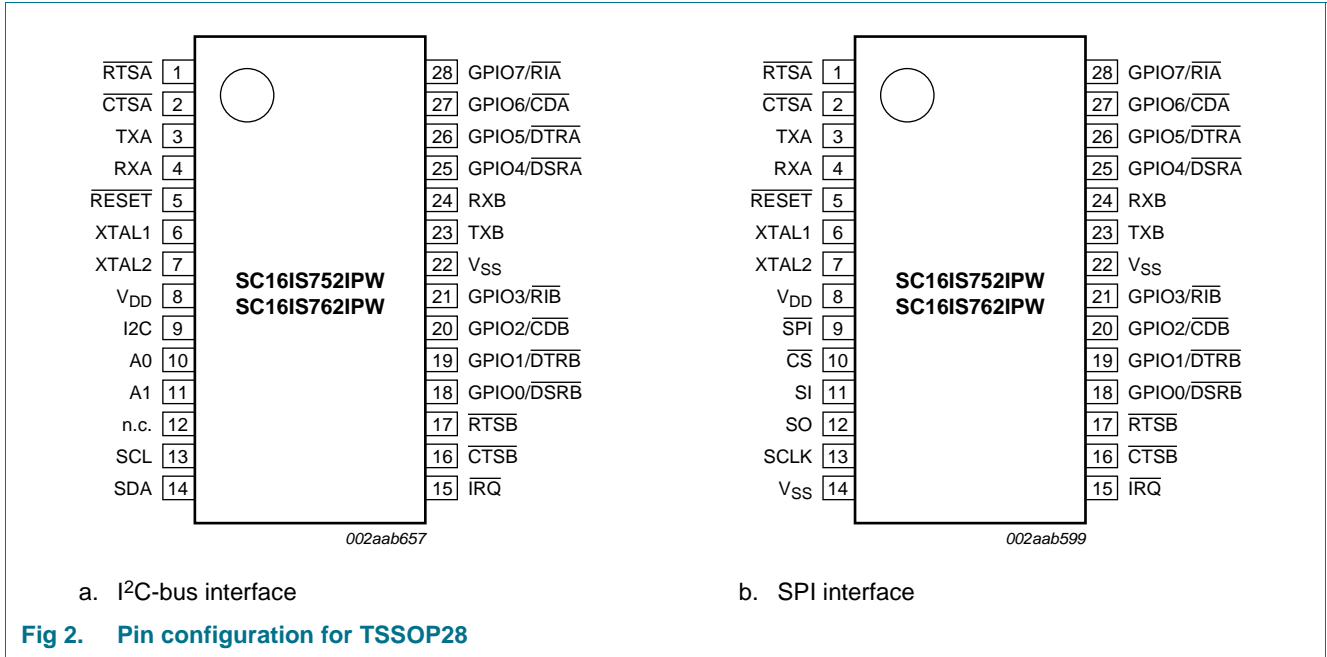 RTSA 1 28 GPIO7/RIA
CTSA 2 27 GPIO6/CDA
TXA 3 26 GPIO5/DTRA
RXA 4 25 GPIO4/DSRA
RESET 5 24 RXB
XTAL1 6 23 TXB
XTAL2 7 22 VSS
SC16IS752IPW
VDD 8 21 GPIO3/RIB
SC16IS762IPW
I2C 9 20 GPIO2/CDB
A0 10 19 GPIO1/DTRB
A1 11 18 GPIO0/DSRB
n.c. 12 17 RTSB
SCL 13 16 CTSB
SDA 14 15 IRQ
002aab657
a. I2C-bus interface
RTSA 1 28 GPIO7/RIA
CTSA 2 27 GPIO6/CDA
TXA 3 26 GPIO5/DTRA
RXA 4 25 GPIO4/DSRA
RESET 5 24 RXB
XTAL1 6 23 TXB
XTAL2 7 22 VSS
SC16IS752IPW
VDD 8 21 GPIO3/RIB
SC16IS762IPW
SPI 9 20 GPIO2/CDB
CS 10 19 GPIO1/DTRB
SI 11 18 GPIO0/DSRB
SO 12 17 RTSB
SCLK 13 16 CTSB
VSS 14 15 IRQ
002aab599
b. SPI interface
Fig 2. Pin configuration for TSSOP28